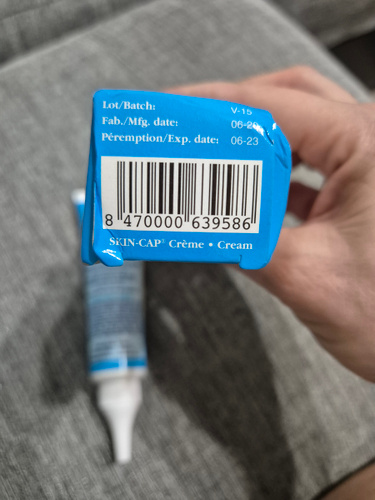 Lot/Batch: V-15
Fab./Mfg. date: 06-20
Péremption/Exp. date: 06-23
8 470000 639586
SKIN-CAP® Crème • Cream